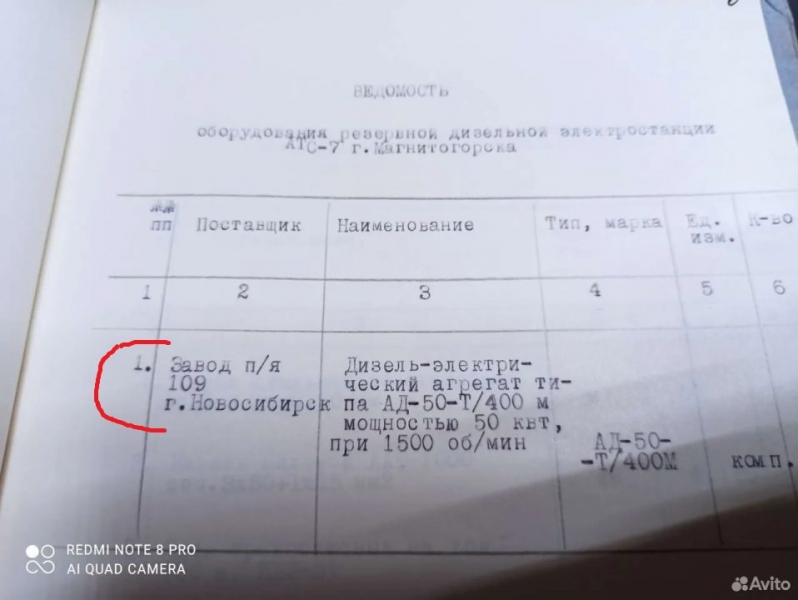 ВЕДОМОСТЬ
оборудования резервной дизельной электростанции
АТС-7 г.Магнитогорска
№№ пп Поставщик Наименование Тип, марка Ед. изм. К-во
1 2 3 4 5 6
1. Завод п/я Дизель-электри-
109 ческий агрегат ти-
г.Новосибирск па АД-50-Т/400 м
мощностью 50 квт,
при 1500 об/мин АД-50-
-Т/400М комп.
REDMI NOTE 8 PRO
AI QUAD CAMERA
Avito